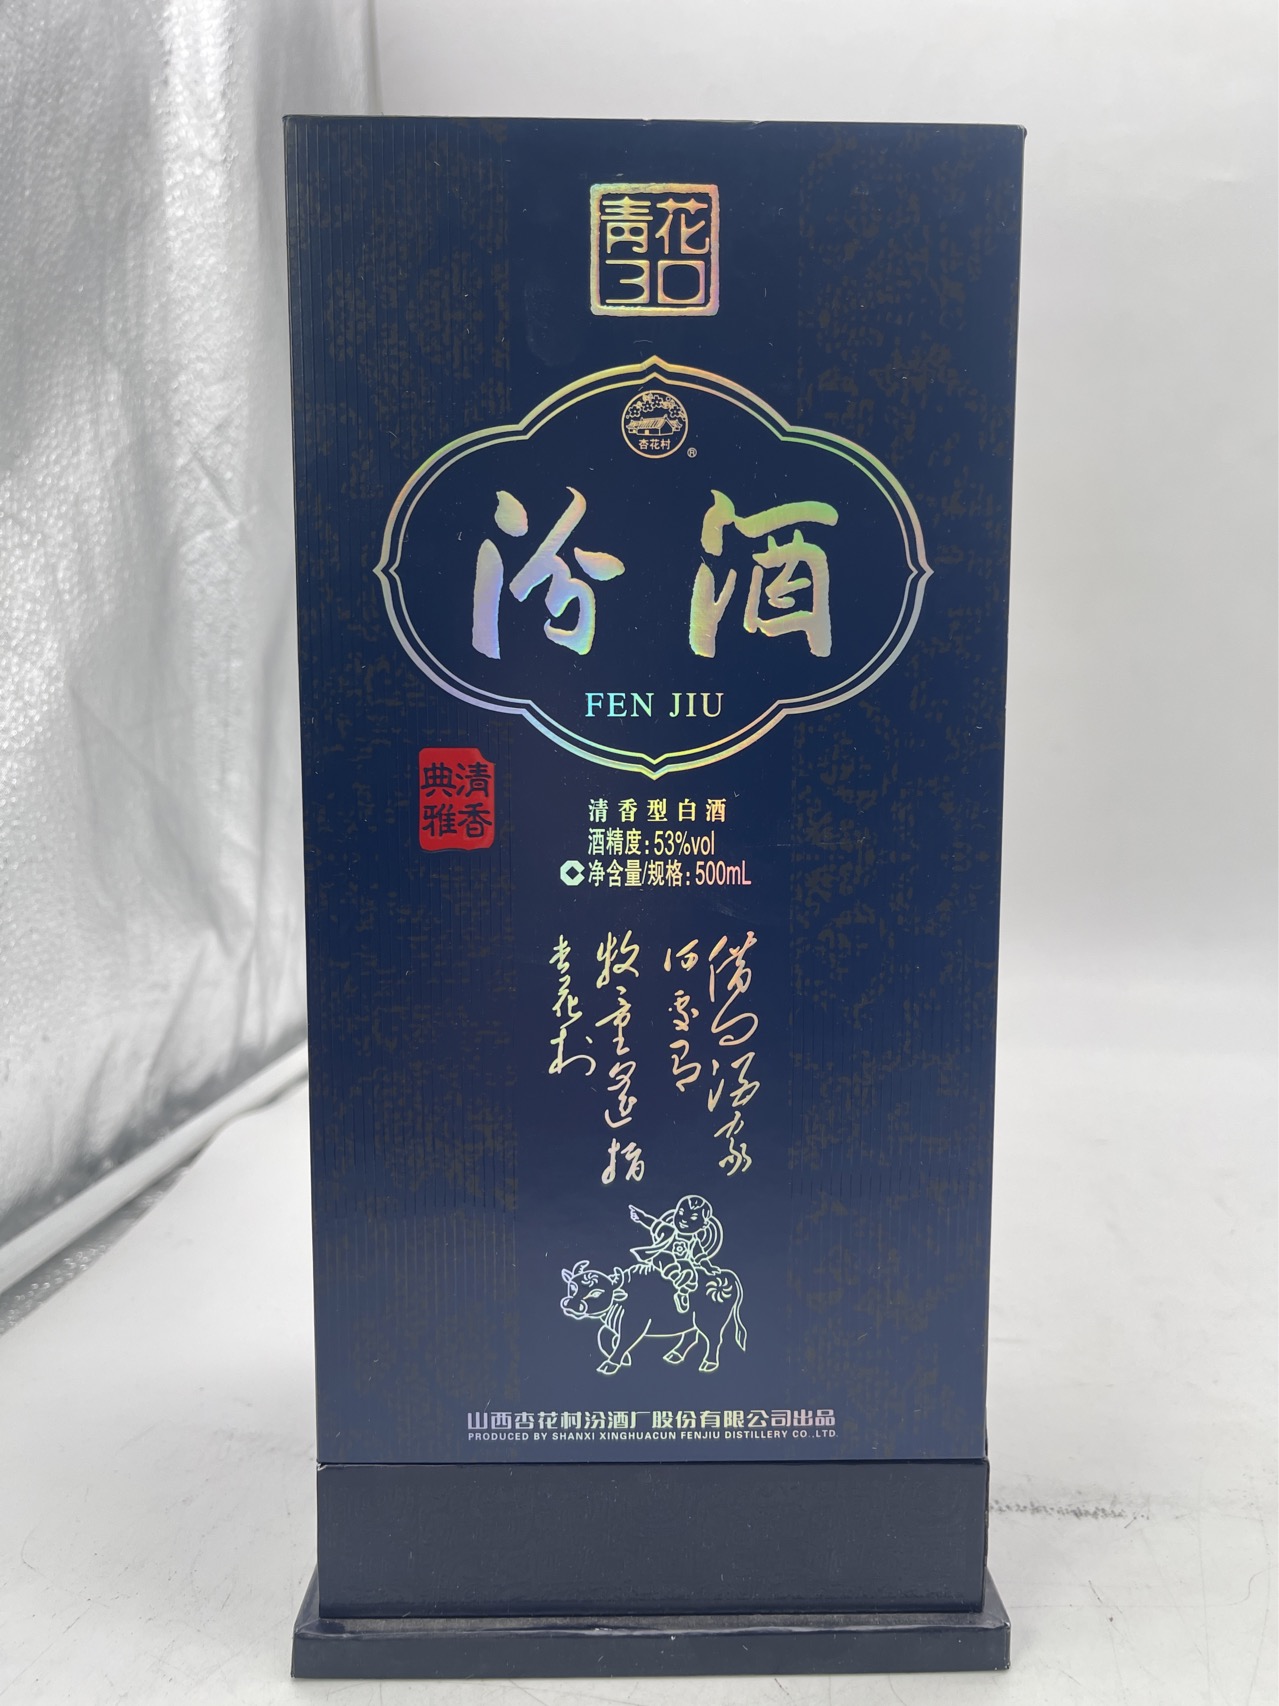 青花
30
杏花村
®
汾酒
FEN JIU
清香
典雅
清香型白酒
酒精度:53%vol
净含量/规格:500mL
借问酒家
何处有
牧童遥指
杏花村
山西杏花村汾酒厂股份有限公司出品
PRODUCED BY SHANXI XINGHUACUN FENJIU DISTILLERY CO.,LTD.